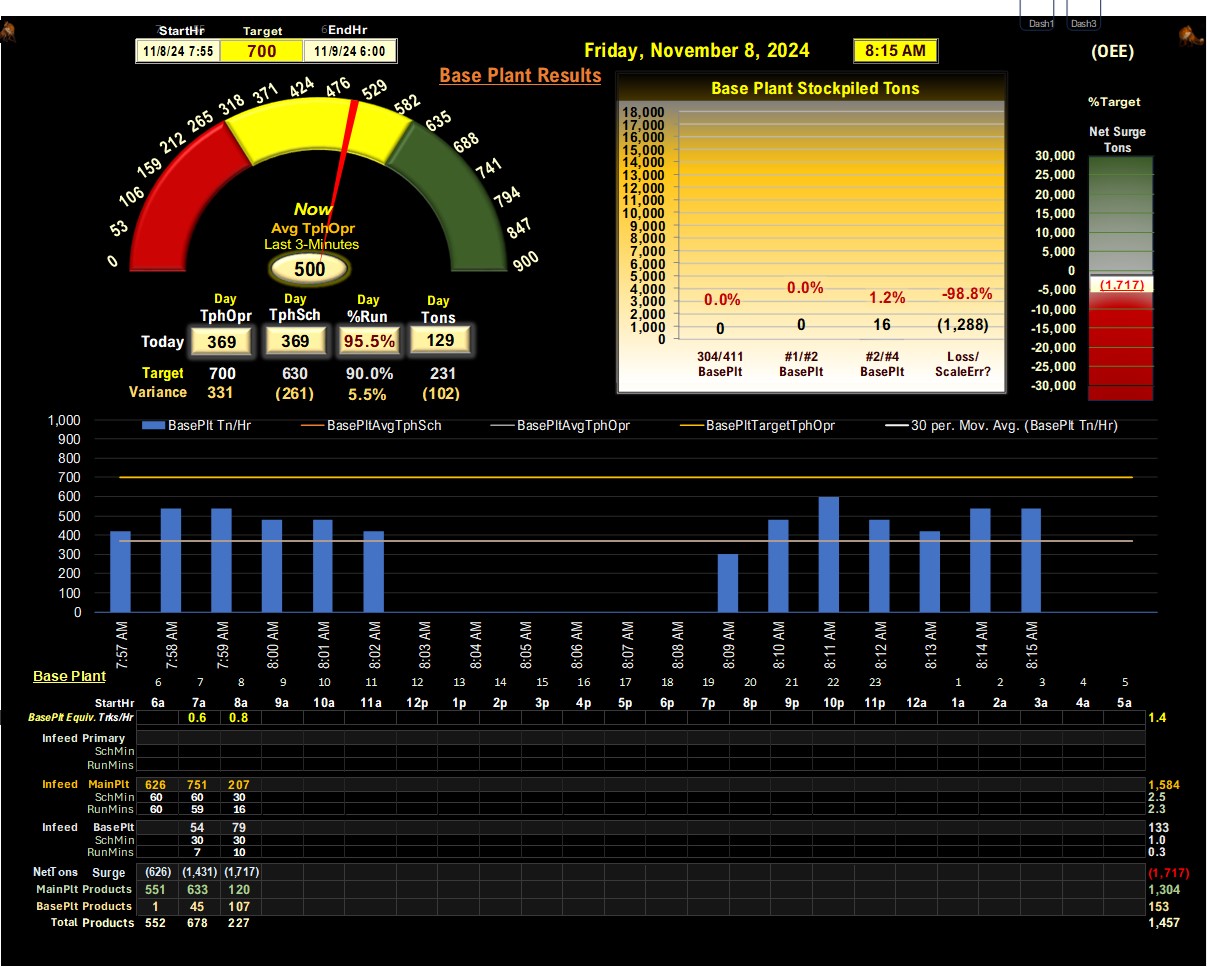 Dash1 Dash3
StartHr Target EndHr
11/8/24 7:55 700 11/9/24 6:00
Friday, November 8, 2024 8:15 AM (OEE)
Base Plant Results
0 53 106 159 212 265 318 371 424 476 529 582 635 688 741 794 847 900
Now
Avg TphOpr
Last 3-Minutes
500
Day Day Day Day
TphOpr TphSch %Run Tons
Today 369 369 95.5% 129
Target 700 630 90.0% 231
Variance 331 (261) 5.5% (102)
Base Plant Stockpiled Tons
18,000
17,000
16,000
15,000
14,000
13,000
12,000
11,000
10,000
9,000
8,000
7,000
6,000
5,000
4,000
3,000
2,000
1,000
0
0.0% 0.0% 1.2% -98.8%
0 0 16 (1,288)
304/411 #1/#2 #2/#4 Loss/
BasePlt BasePlt BasePlt ScaleErr?
%Target
Net Surge
Tons
30,000
25,000
20,000
15,000
10,000
5,000
0
-5,000
-10,000
-15,000
-20,000
-25,000
-30,000
(1,717)
BasePlt Tn/Hr BasePltAvgTphSch BasePltAvgTphOpr BasePltTargetTphOpr 30 per. Mov. Avg. (BasePlt Tn/Hr)
1,000
900
800
700
600
500
400
300
200
100
0
7:57 AM 7:58 AM 7:59 AM 8:00 AM 8:01 AM 8:02 AM 8:03 AM 8:04 AM 8:05 AM 8:06 AM 8:07 AM 8:08 AM 8:09 AM 8:10 AM 8:11 AM 8:12 AM 8:13 AM 8:14 AM 8:15 AM
Base Plant
6 7 8 9 10 11 12 13 14 15 16 17 18 19 20 21 22 23 1 2 3 4 5
StartHr 6a 7a 8a 9a 10a 11a 12p 1p 2p 3p 4p 5p 6p 7p 8p 9p 10p 11p 12a 1a 2a 3a 4a 5a
BasePlt Equiv. Trks/Hr 0.6 0.8 1.4
Infeed Primary
SchMin
RunMins
Infeed MainPlt 626 751 207 1,584
SchMin 60 60 30 2.5
RunMins 60 59 16 2.3
Infeed BasePlt 54 79 133
SchMin 30 30 1.0
RunMins 7 10 0.3
NetTons Surge (626) (1,431) (1,717) (1,717)
MainPlt Products 551 633 120 1,304
BasePlt Products 1 45 107 153
Total Products 552 678 227 1,457